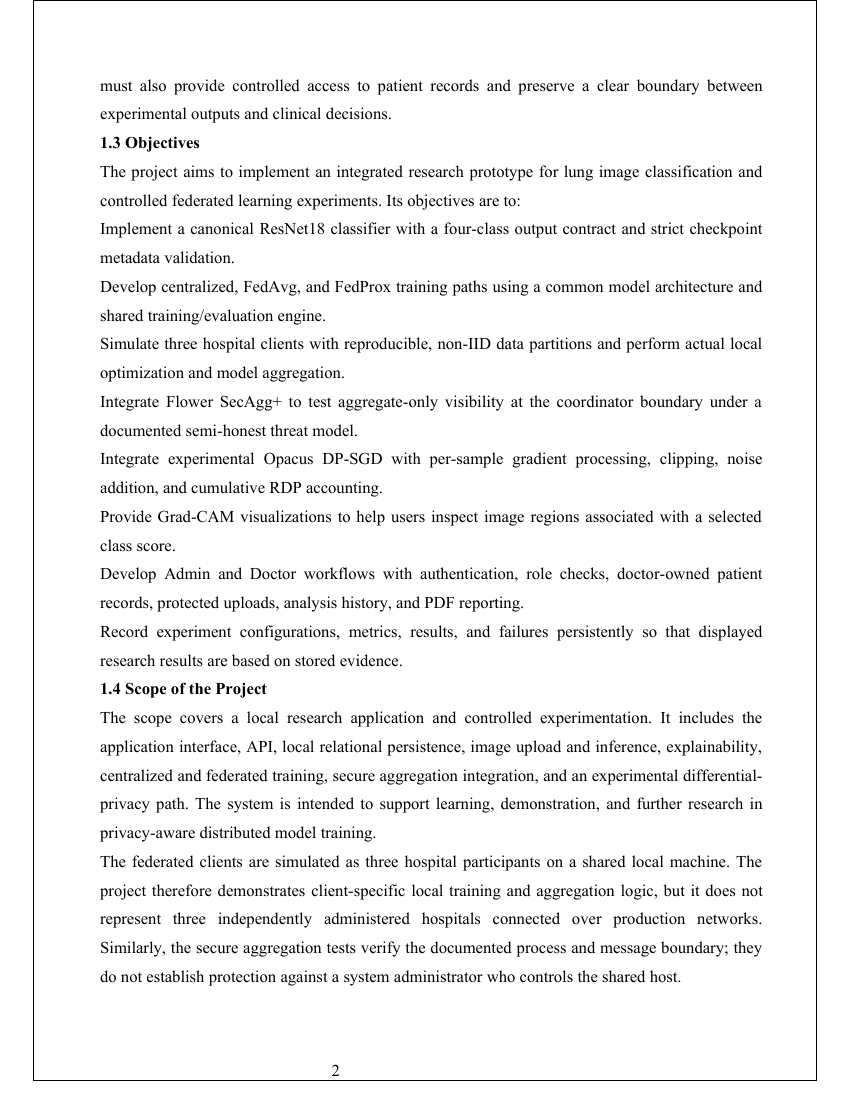 must also provide controlled access to patient records and preserve a clear boundary between
experimental outputs and clinical decisions.
1.3 Objectives
The project aims to implement an integrated research prototype for lung image classification and
controlled federated learning experiments. Its objectives are to:
Implement a canonical ResNet18 classifier with a four-class output contract and strict checkpoint
metadata validation.
Develop centralized, FedAvg, and FedProx training paths using a common model architecture and
shared training/evaluation engine.
Simulate three hospital clients with reproducible, non-IID data partitions and perform actual local
optimization and model aggregation.
Integrate Flower SecAgg+ to test aggregate-only visibility at the coordinator boundary under a
documented semi-honest threat model.
Integrate experimental Opacus DP-SGD with per-sample gradient processing, clipping, noise
addition, and cumulative RDP accounting.
Provide Grad-CAM visualizations to help users inspect image regions associated with a selected
class score.
Develop Admin and Doctor workflows with authentication, role checks, doctor-owned patient
records, protected uploads, analysis history, and PDF reporting.
Record experiment configurations, metrics, results, and failures persistently so that displayed
research results are based on stored evidence.
1.4 Scope of the Project
The scope covers a local research application and controlled experimentation. It includes the
application interface, API, local relational persistence, image upload and inference, explainability,
centralized and federated training, secure aggregation integration, and an experimental differential-
privacy path. The system is intended to support learning, demonstration, and further research in
privacy-aware distributed model training.
The federated clients are simulated as three hospital participants on a shared local machine. The
project therefore demonstrates client-specific local training and aggregation logic, but it does not
represent three independently administered hospitals connected over production networks.
Similarly, the secure aggregation tests verify the documented process and message boundary; they
do not establish protection against a system administrator who controls the shared host.
2